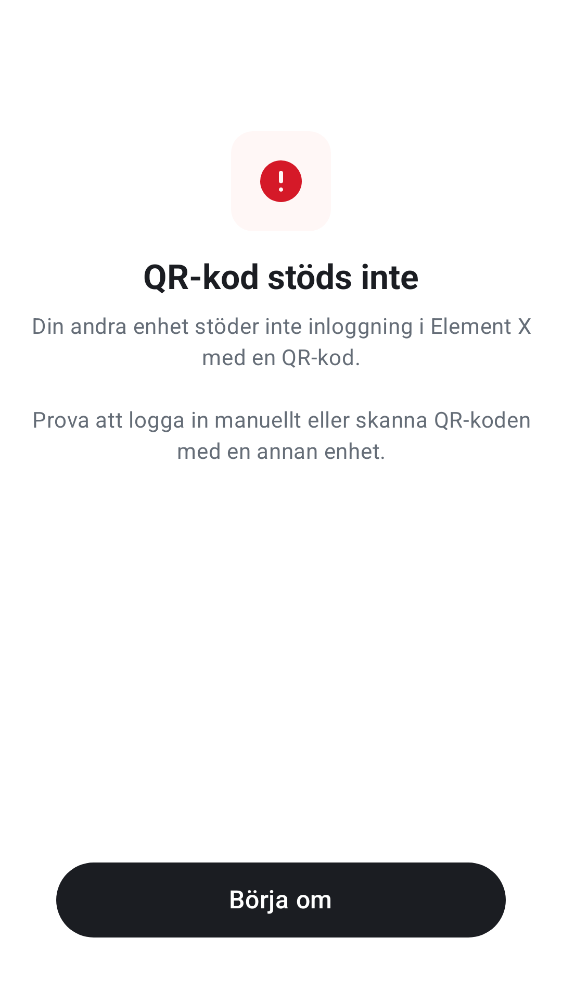 QR-kod stöds inte
Din andra enhet stöder inte inloggning i Element X
med en QR-kod.
Prova att logga in manuellt eller skanna QR-koden
med en annan enhet.
Börja om